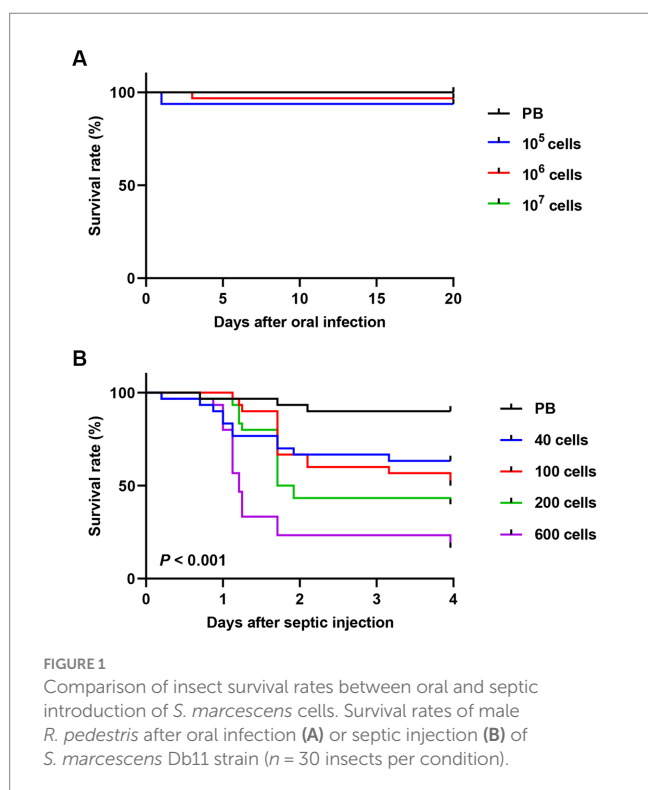 A
Survival rate (%)
100
50
0
0 5 10 15 20
Days after oral infection
PB
10⁵ cells
10⁶ cells
10⁷ cells
B
Survival rate (%)
100
50
0
P < 0.001
0 1 2 3 4
Days after septic injection
PB
40 cells
100 cells
200 cells
600 cells
FIGURE 1
Comparison of insect survival rates between oral and septic
introduction of S. marcescens cells. Survival rates of male
R. pedestris after oral infection (A) or septic injection (B) of
S. marcescens Db11 strain (n = 30 insects per condition).